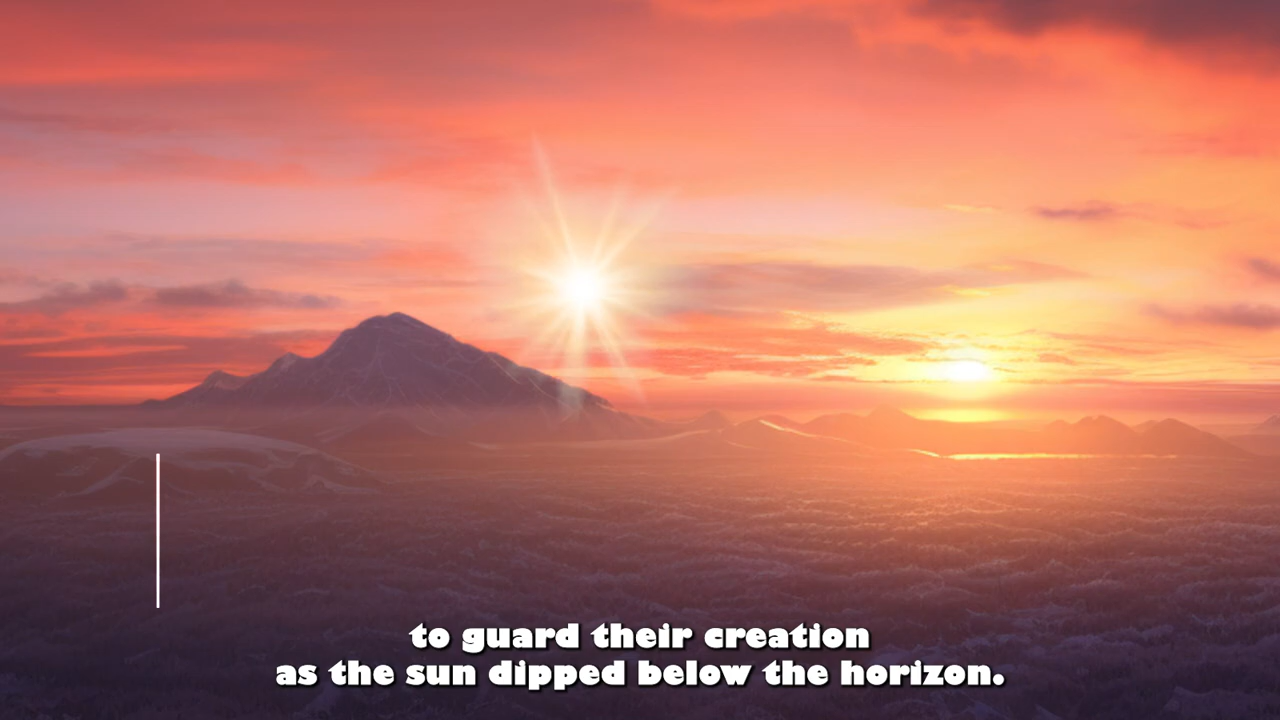 to guard their creation
as the sun dipped below the horizon.